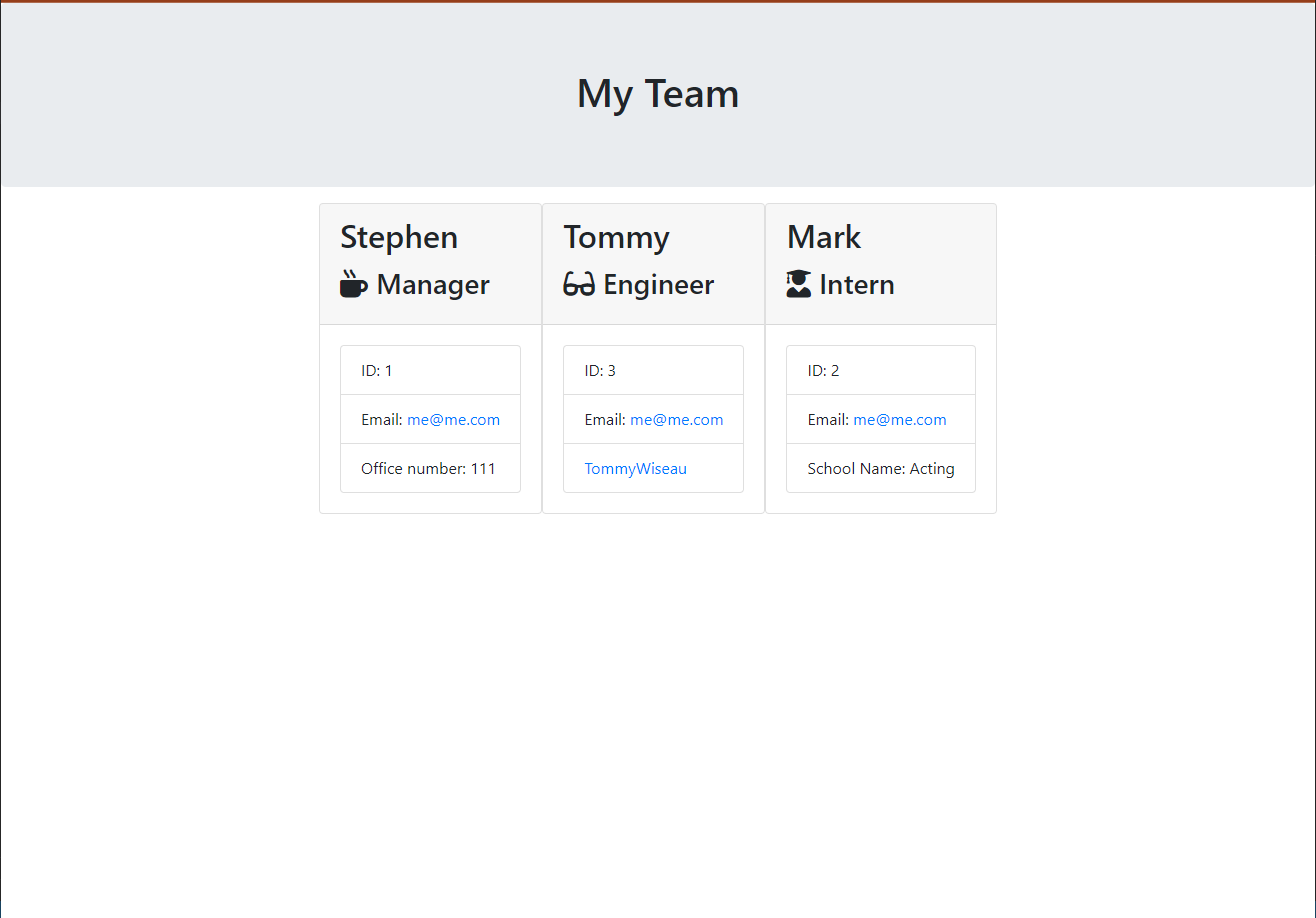 My Team
Stephen
Manager
ID: 1
Email: me@me.com
Office number: 111
Tommy
Engineer
ID: 3
Email: me@me.com
TommyWiseau
Mark
Intern
ID: 2
Email: me@me.com
School Name: Acting